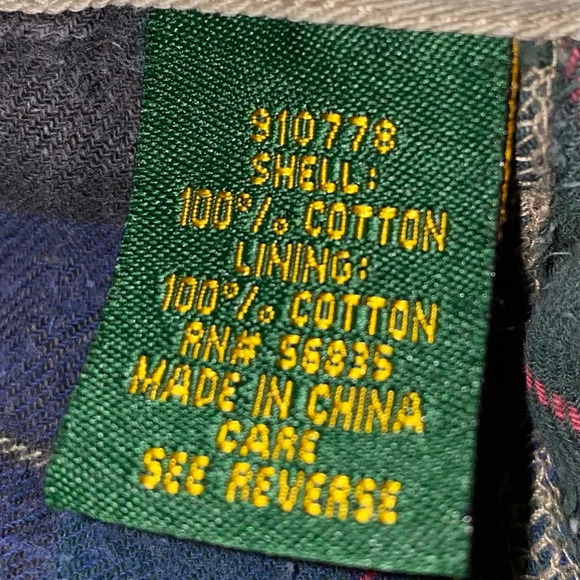 910778
SHELL:
100% COTTON
LINING:
100% COTTON
RN# 56835
MADE IN CHINA
CARE
SEE REVERSE